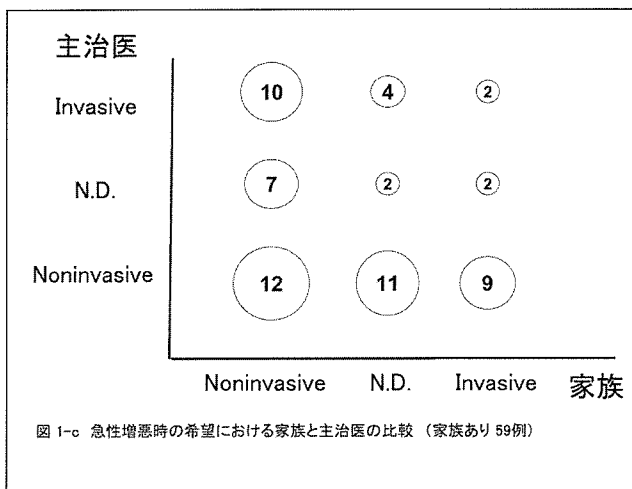 主治医
Invasive 10 4 2
N.D. 7 2 2
Noninvasive 12 11 9
Noninvasive N.D. Invasive 家族
図 1-c 急性増悪時の希望における家族と主治医の比較 (家族あり 59例)